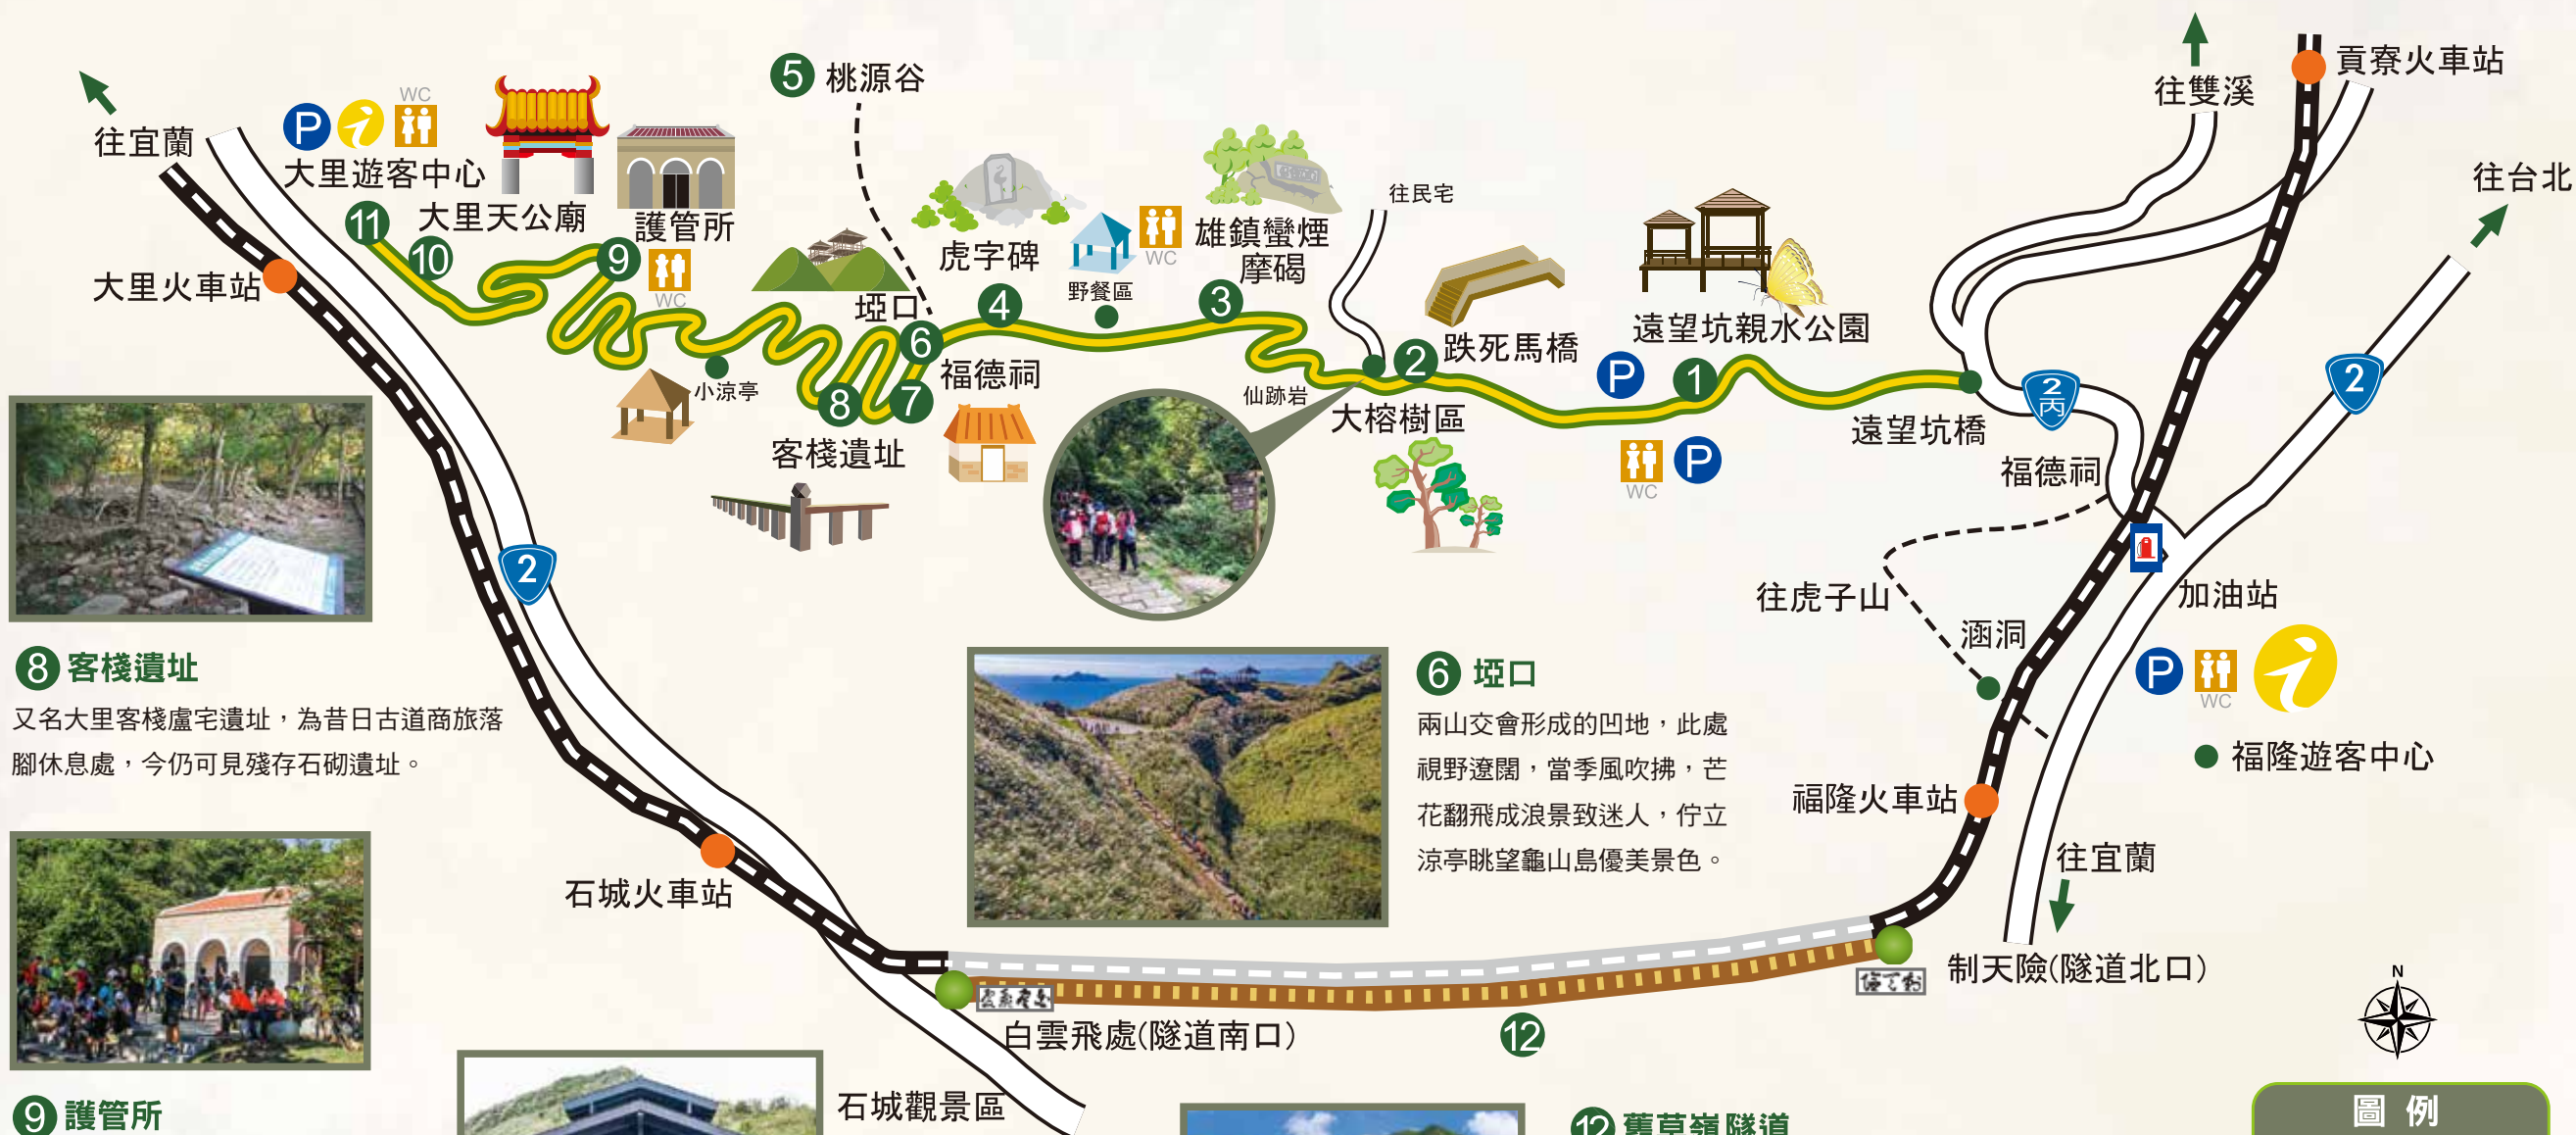 5 桃源谷
往雙溪
貢寮火車站
往宜蘭
P
WC
大里遊客中心
11
10
大里天公廟
護管所
9
WC
大里火車站
虎字碑
4
野餐區
WC
雄鎮蠻煙
摩碣
3
往民宅
往台北
埡口
6
福德祠
7
8
客棧遺址
小涼亭
仙跡岩
大榕樹區
2 跌死馬橋
遠望坑親水公園
P
1
WC
P
遠望坑橋
2
丙
2
福德祠
往虎子山
涵洞
加油站
P
WC
福隆遊客中心
福隆火車站
往宜蘭
制天險(隧道北口)
2
石城火車站
白雲飛處(隧道南口)
12
石城觀景區
N
圖 例
8 客棧遺址
又名大里客棧盧宅遺址，為昔日古道商旅落
腳休息處，今仍可見殘存石砌遺址。
6 埡口
兩山交會形成的凹地，此處
視野遼闊，當季風吹拂，芒
花翻飛成浪景致迷人，佇立
涼亭眺望龜山島優美景色。
9 護管所
12 舊草嶺隧道